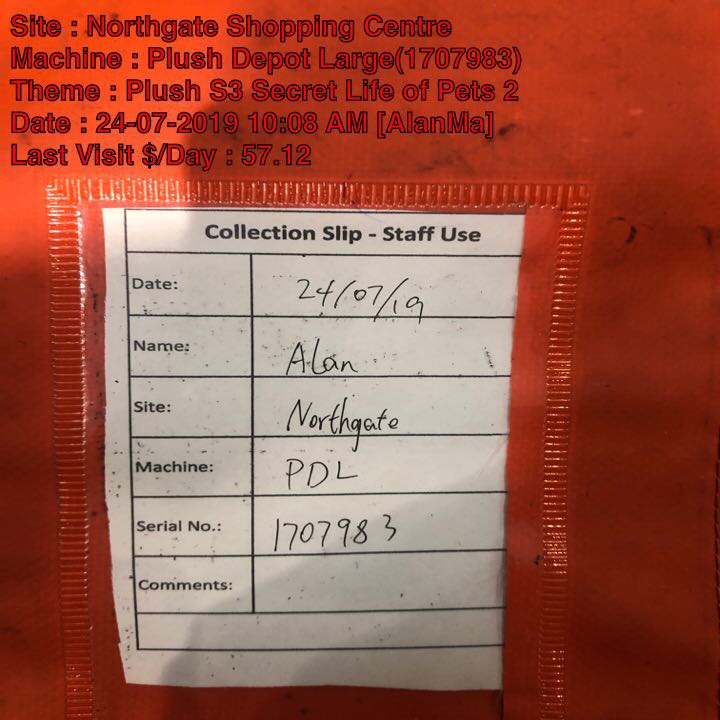 Site : Northgate Shopping Centre
Machine : Plush Depot Large(1707983)
Theme : Plush S3 Secret Life of Pets 2
Date : 24-07-2019 10:08 AM [AlanMa]
Last Visit $/Day : 57.12
Collection Slip - Staff Use
Date: 24/07/19
Name: Alan
Site: Northgate
Machine: PDL
Serial No.: 1707983
Comments: